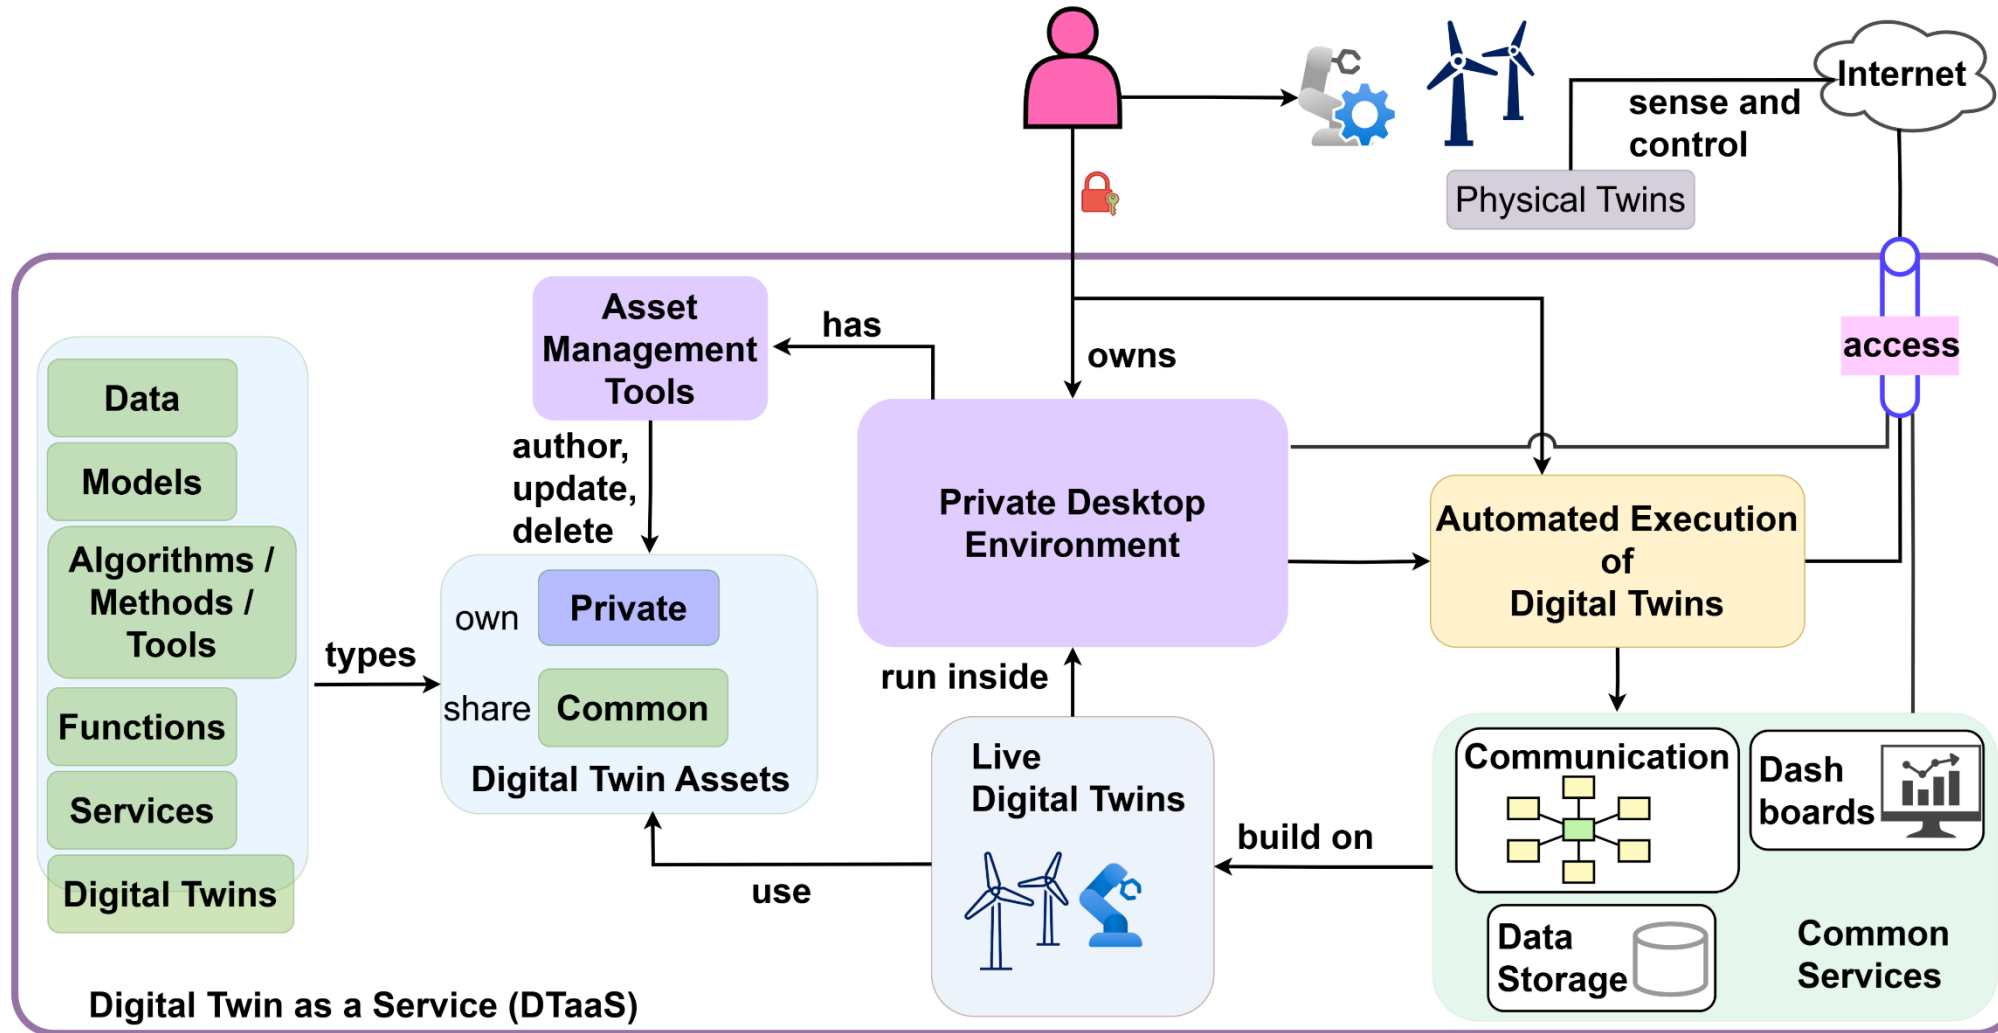 Internet
sense and
control
Physical Twins
Asset
Management
Tools
has
owns
access
Data
Models
Algorithms /
Methods /
Tools
Functions
Services
Digital Twins
types
author,
update,
delete
own
Private
share
Common
Digital Twin Assets
Private Desktop
Environment
Automated Execution
of
Digital Twins
run inside
Live
Digital Twins
use
build on
Communication
Dash
boards
Data
Storage
Common
Services
Digital Twin as a Service (DTaaS)